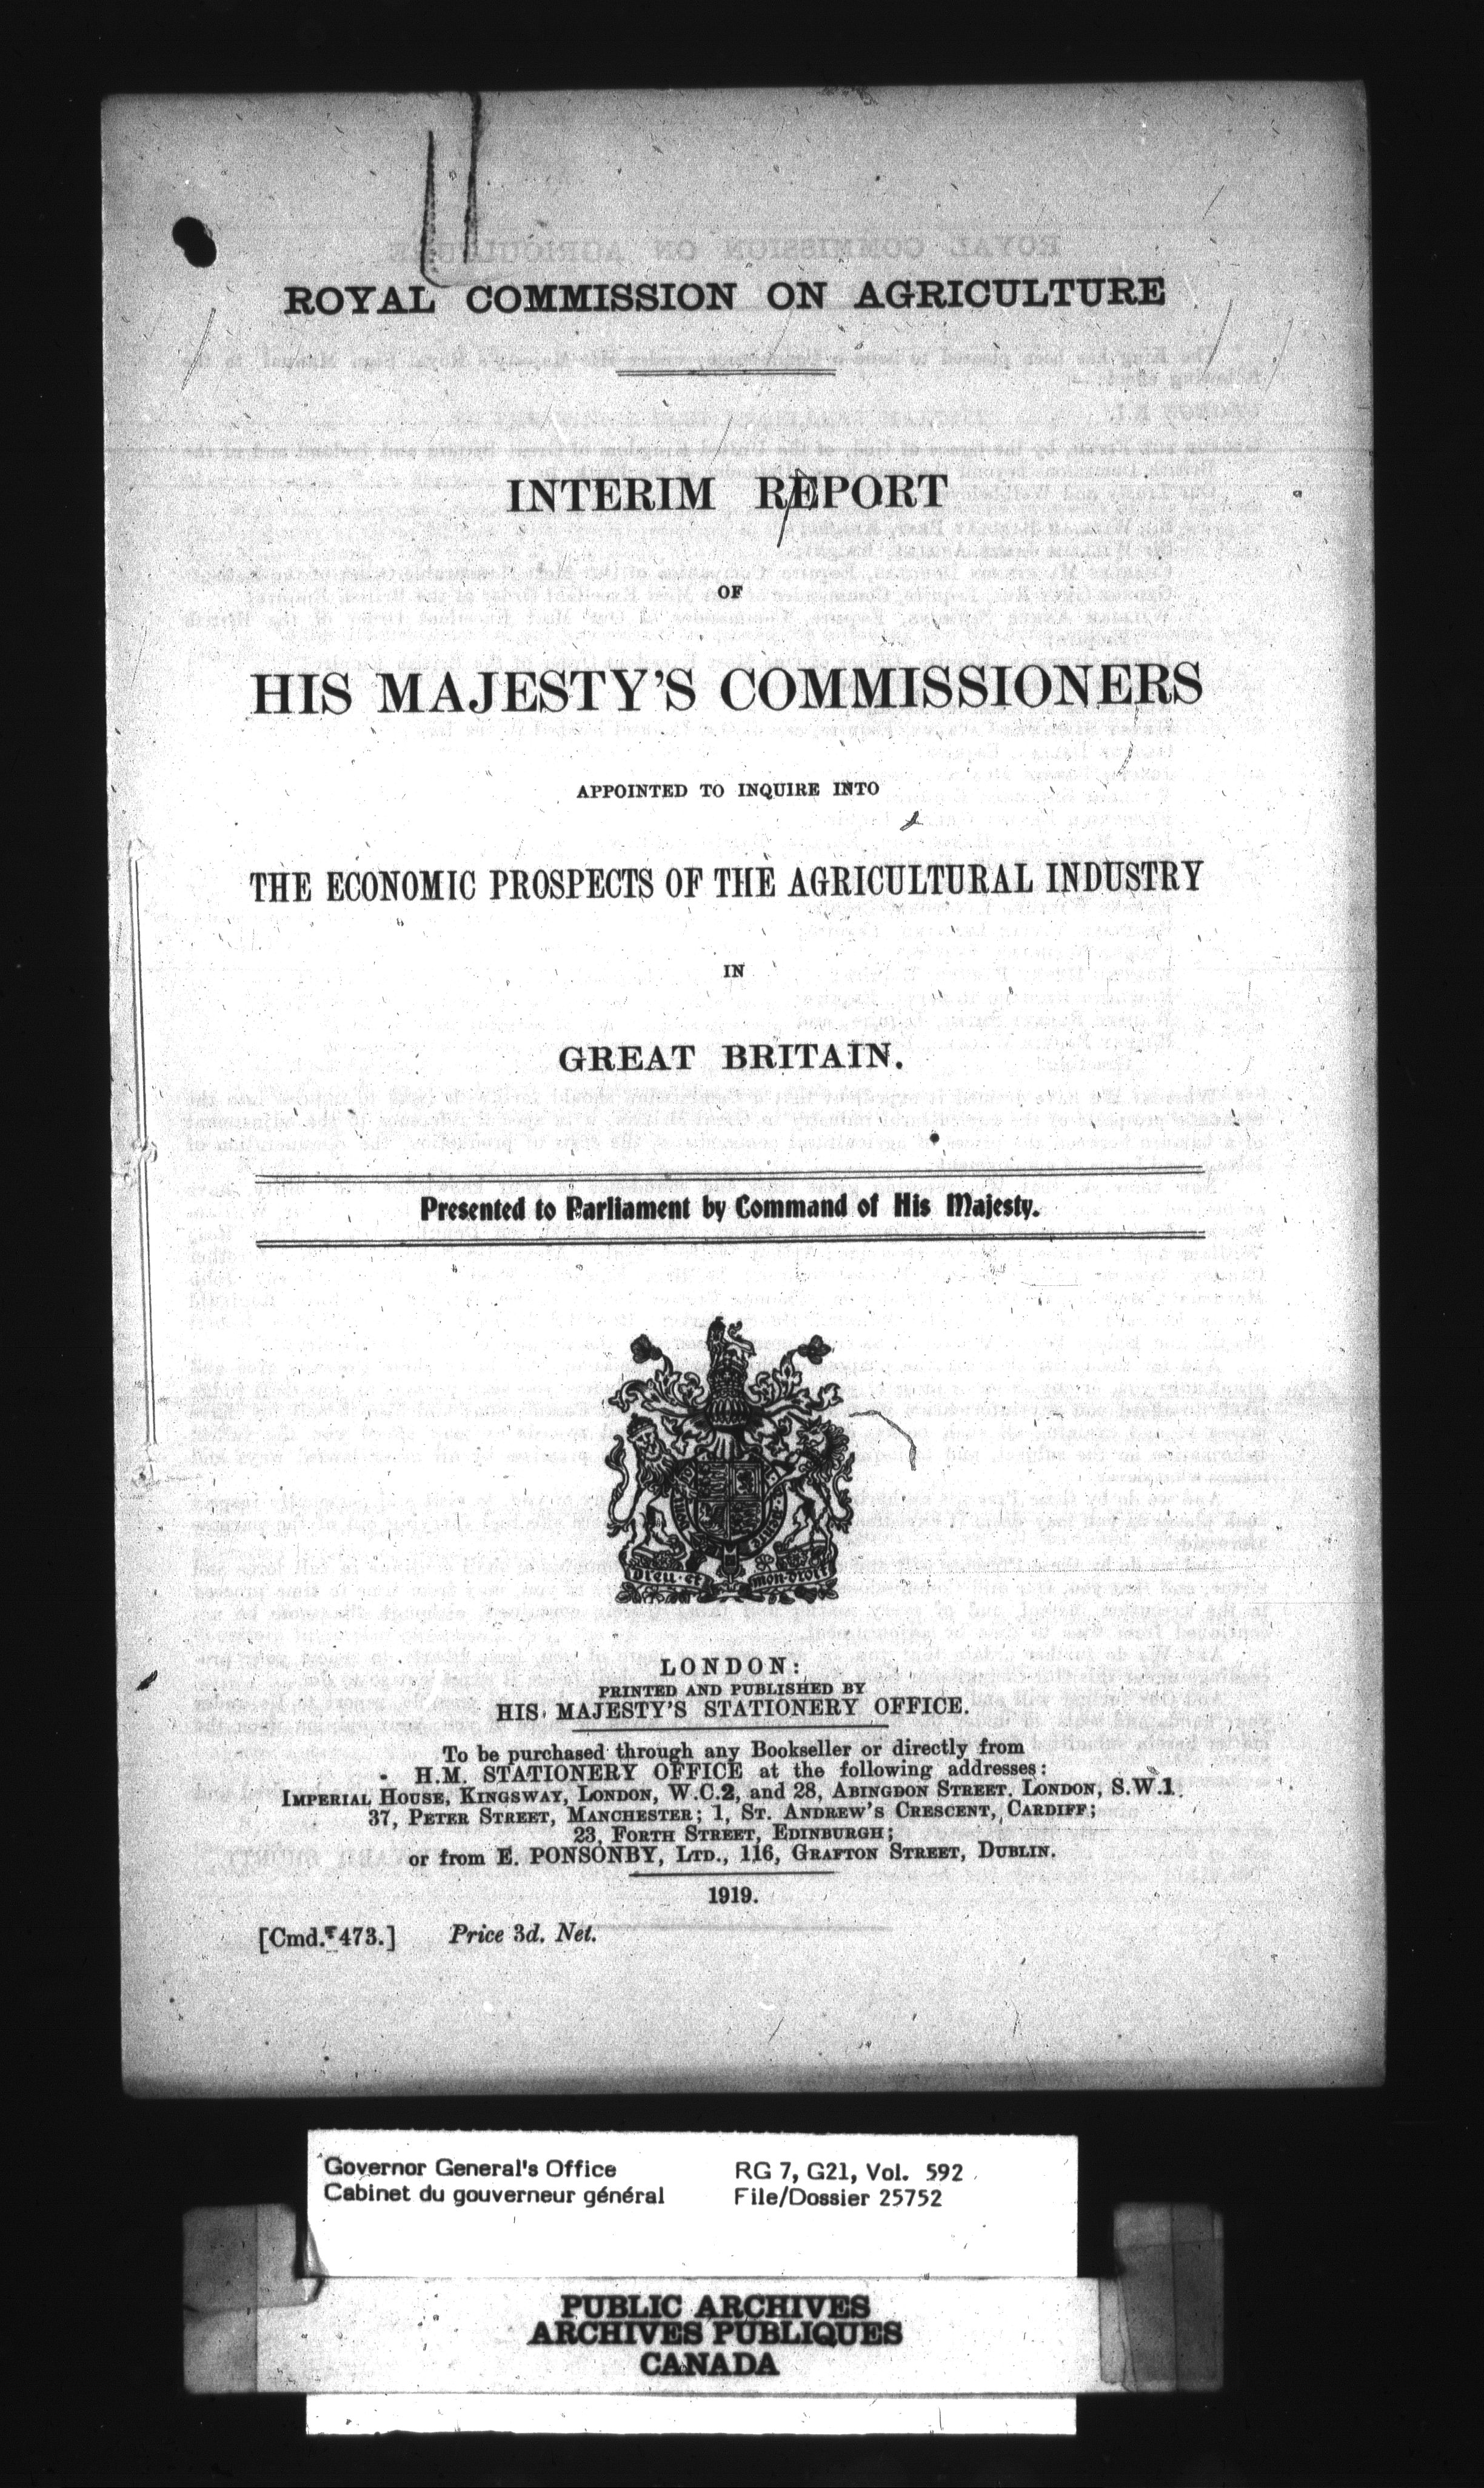 ROYAL COMMISSION ON AGRICULTURE
INTERIM REPORT
OF
HIS MAJESTY'S COMMISSIONERS
APPOINTED TO INQUIRE INTO
THE ECONOMIC PROSPECTS OF THE AGRICULTURAL INDUSTRY
IN
GREAT BRITAIN.
Presented to Parliament by Command of His Majesty.
DIEU·ET mon·droit
LONDON:
PRINTED AND PUBLISHED BY
HIS MAJESTY'S STATIONERY OFFICE.
To be purchased through any Bookseller or directly from
H.M. STATIONERY OFFICE at the following addresses:
IMPERIAL HOUSE, KINGSWAY, LONDON, W.C.2, and 28, ABINGDON STREET, LONDON, S.W.1.
37, PETER STREET, MANCHESTER; 1, ST. ANDREW'S CRESCENT, CARDIFF;
23, FORTH STREET, EDINBURGH;
or from E. PONSONBY, LTD., 116, GRAFTON STREET, DUBLIN.
1919.
[Cmd. 473.] Price 3d. Net.
Governor General's Office RG 7, G21, Vol. 592
Cabinet du gouverneur général File/Dossier 25752
PUBLIC ARCHIVES
ARCHIVES PUBLIQUES
CANADA